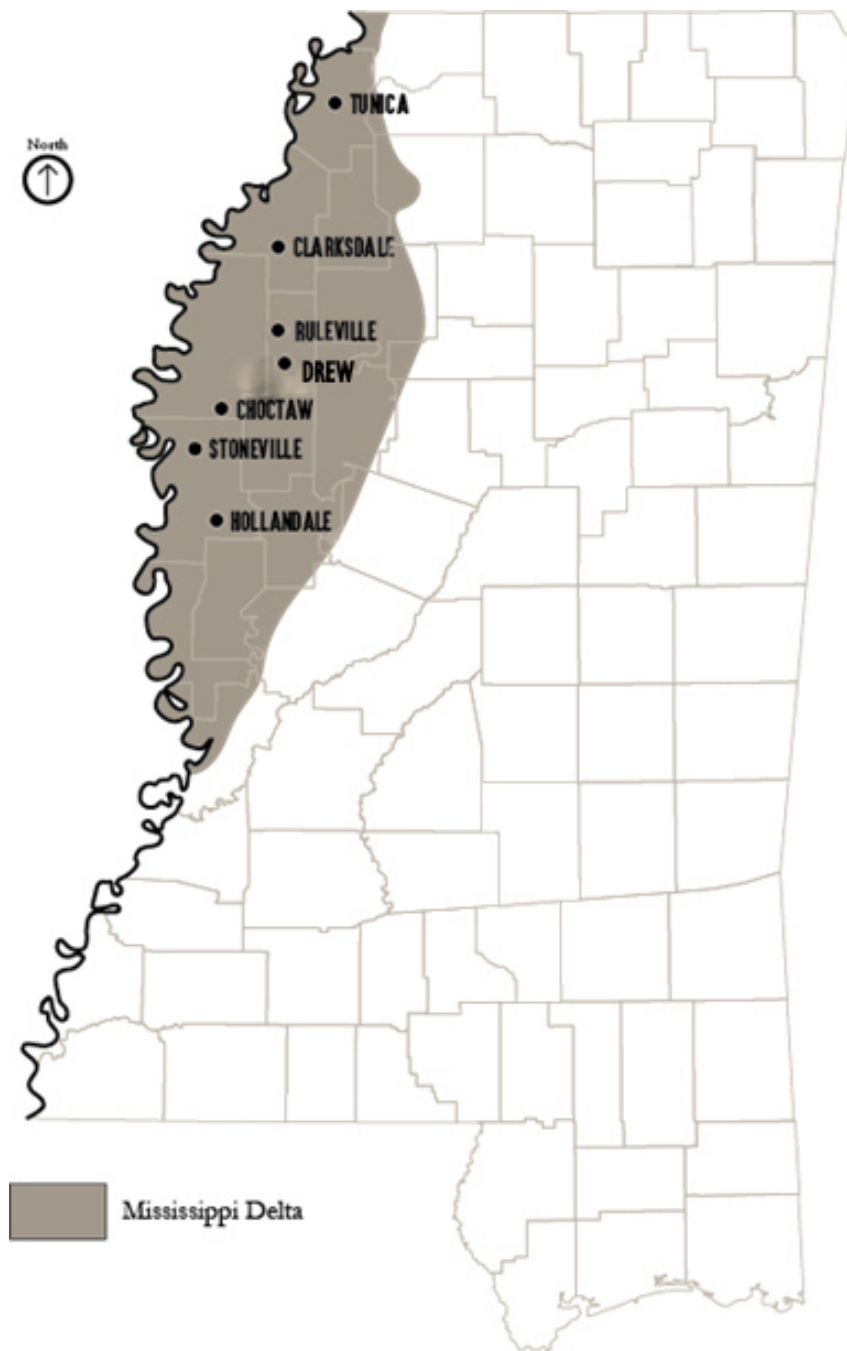 TUNICA
North
CLARKSDALE
RULEVILLE
DREW
CHOCTAW
STONEVILLE
HOLLANDALE
Mississippi Delta